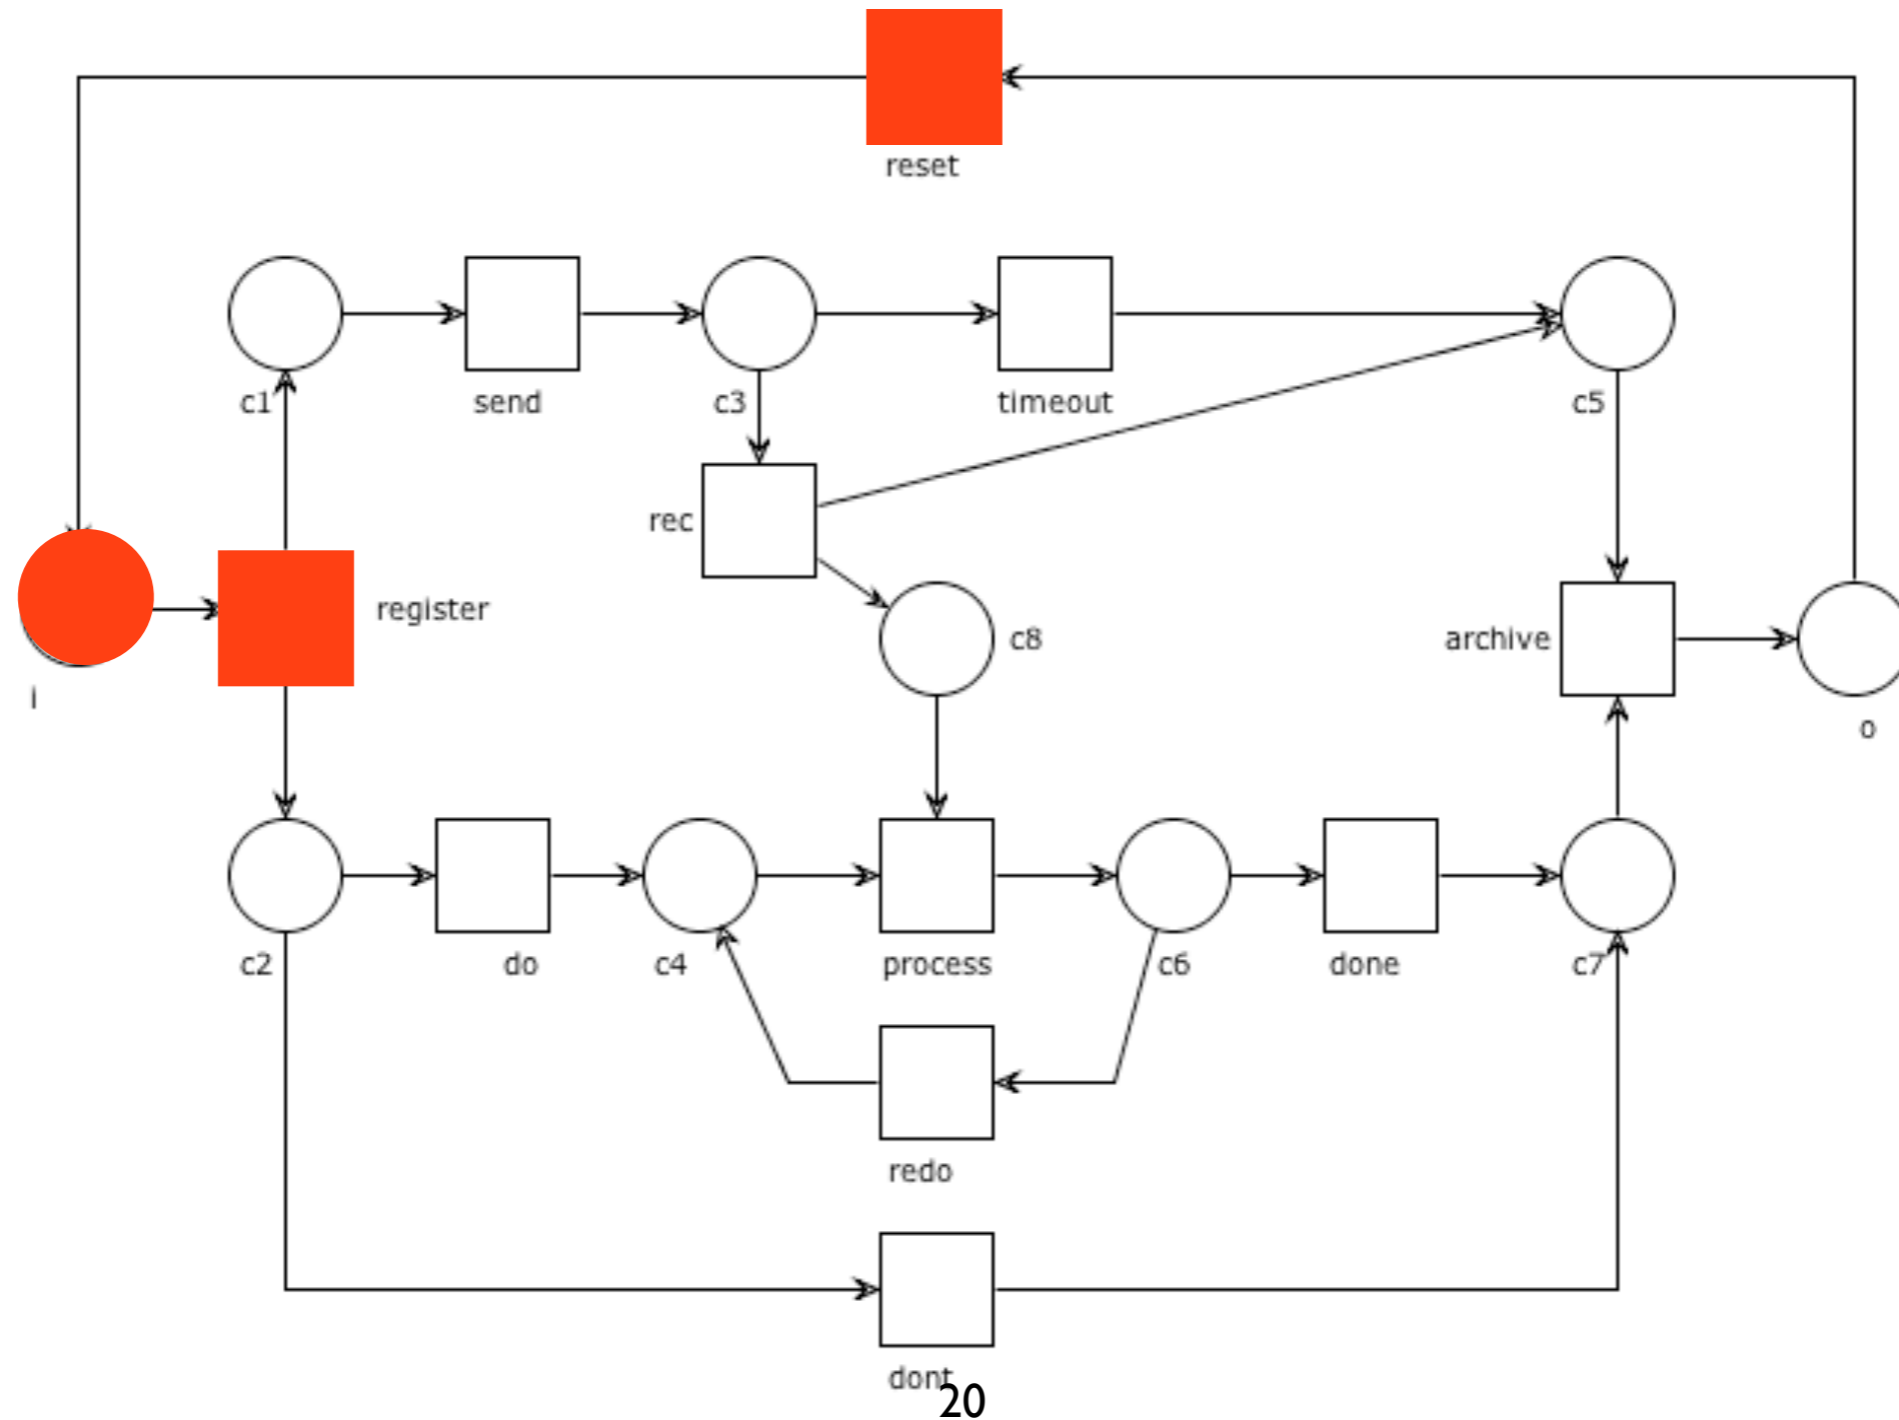 reset
c1
send
c3
timeout
c5
rec
register
c8
archive
i
o
c2
do
c4
process
c6
done
c7
redo
dont
20